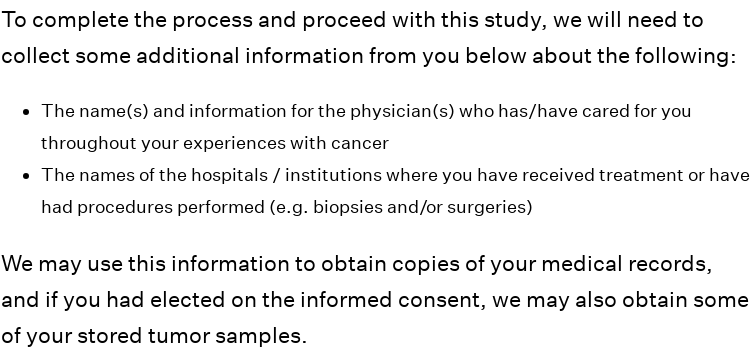 To complete the process and proceed with this study, we will need to
collect some additional information from you below about the following:
• The name(s) and information for the physician(s) who has/have cared for you
throughout your experiences with cancer
• The names of the hospitals / institutions where you have received treatment or have
had procedures performed (e.g. biopsies and/or surgeries)
We may use this information to obtain copies of your medical records,
and if you had elected on the informed consent, we may also obtain some
of your stored tumor samples.